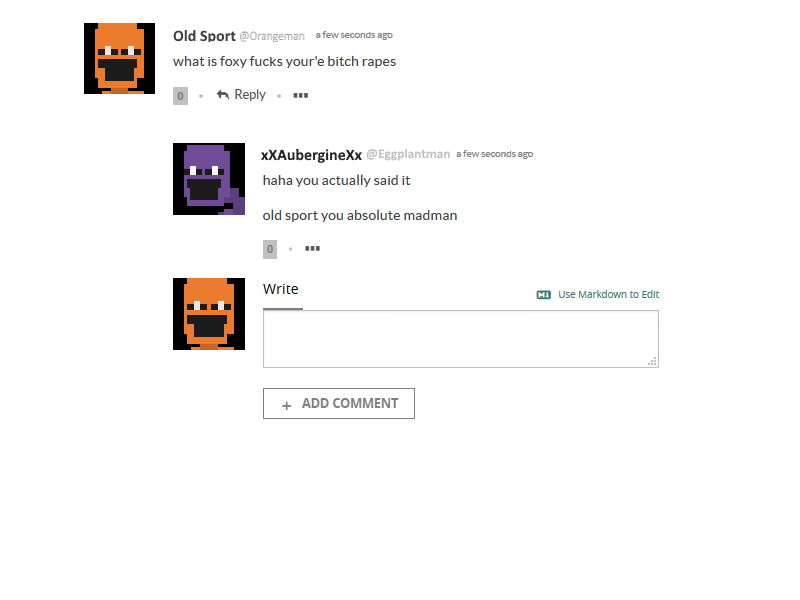 Old Sport @Orangeman a few seconds ago
what is foxy fucks your'e bitch rapes
0 • Reply •
xXAubergineXx @Eggplantman a few seconds ago
haha you actually said it
old sport you absolute madman
0 •
Write
Use Markdown to Edit
+ ADD COMMENT